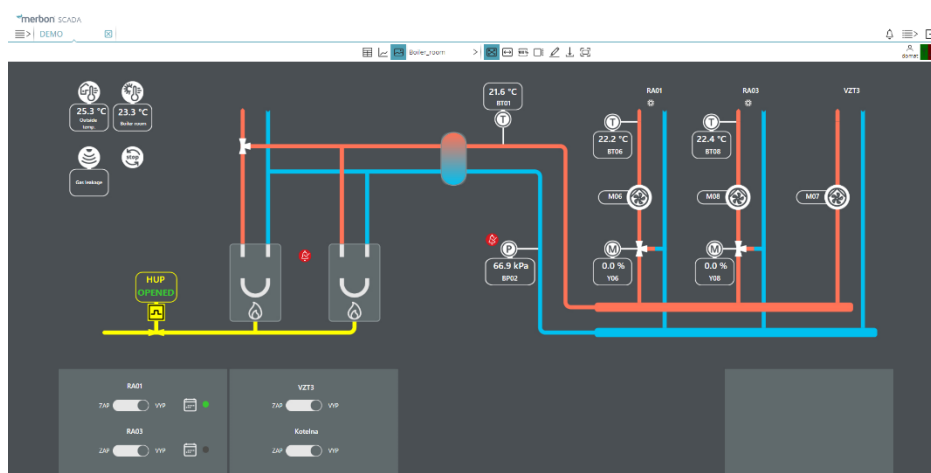 merbon SCADA
DEMO
Boiler_room
domat
25.3 °C
Outside
temp.
23.3 °C
Boiler room
stop
Gas leakage
HUP
OPENED
21.6 °C
BT01
T
P
66.9 kPa
BP02
RA01
RA03
VZT3
T
22.2 °C
BT06
T
22.4 °C
BT08
M06
M08
M07
M
0.0 %
Y06
M
0.0 %
Y08
RA01
ZAP
VYP
RA03
ZAP
VYP
VZT3
ZAP
VYP
Kotelna
ZAP
VYP